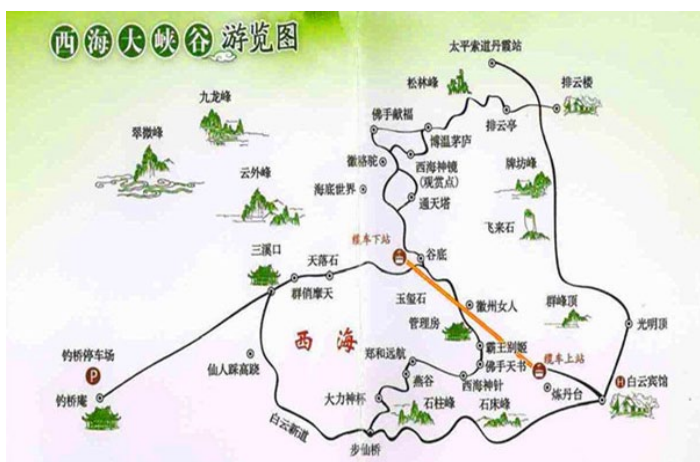 西海大峡谷游览图
太平索道丹霞站
松林峰
排云楼
九龙峰
佛手献福
排云亭
翠微峰
博温茅庐
徽骆驼
西海神镜
(观赏点)
牌坊峰
云外峰
海底世界
通天塔
飞来石
缆车下站
谷底
三溪口
天落石
群俏摩天
玉玺石
徽州女人
群峰顶
管理房
光明顶
西海
钓桥停车场
P
郑和远航
霸王别姬
佛手天书
缆车上站
仙人踩高跷
燕谷
西海神针
H 白云宾馆
钓桥庵
大力神杯
石柱峰
石床峰
炼丹台
白云新道
步仙桥